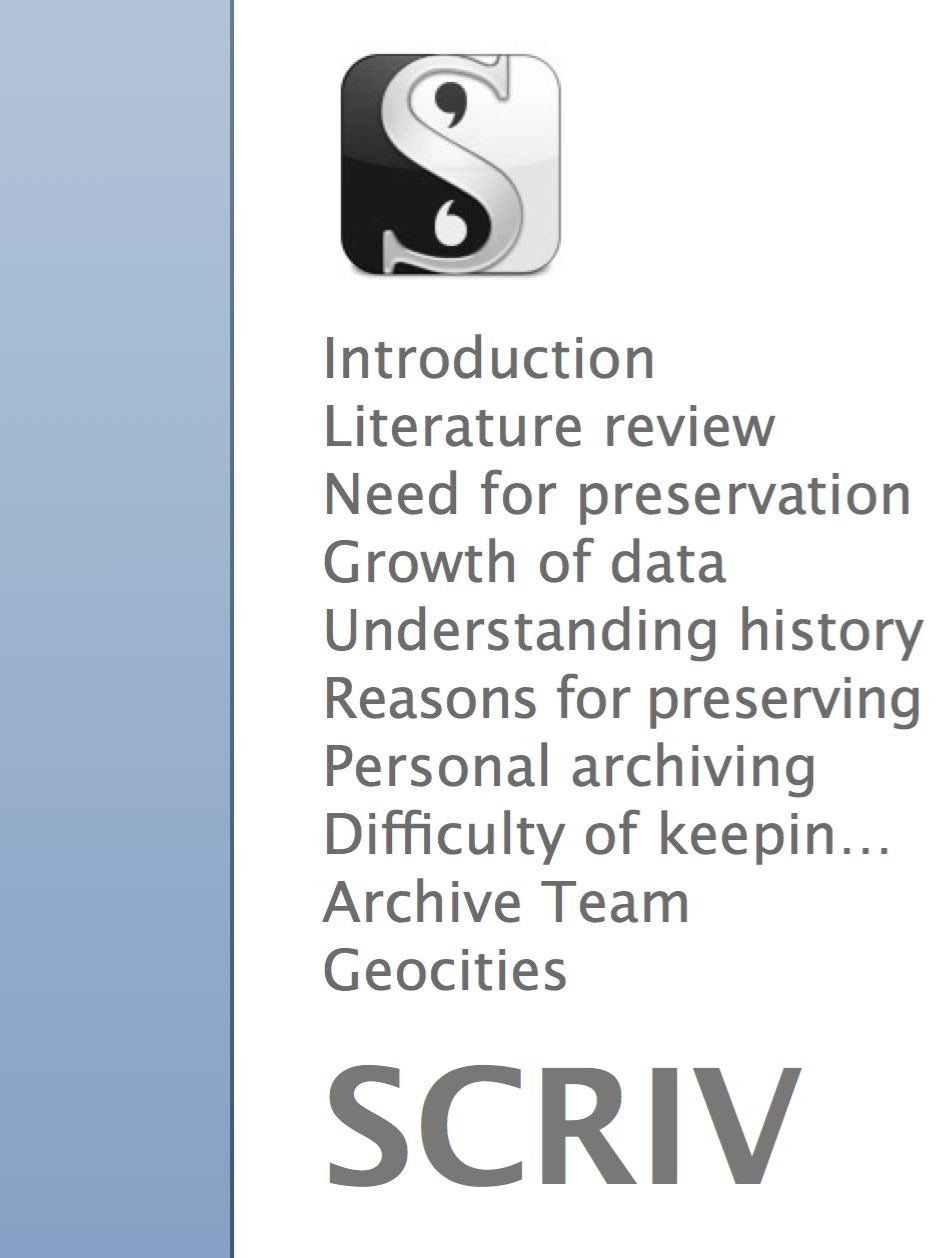 S
Introduction
Literature review
Need for preservation
Growth of data
Understanding history
Reasons for preserving
Personal archiving
Difficulty of keepin…
Archive Team
Geocities
SCRIV